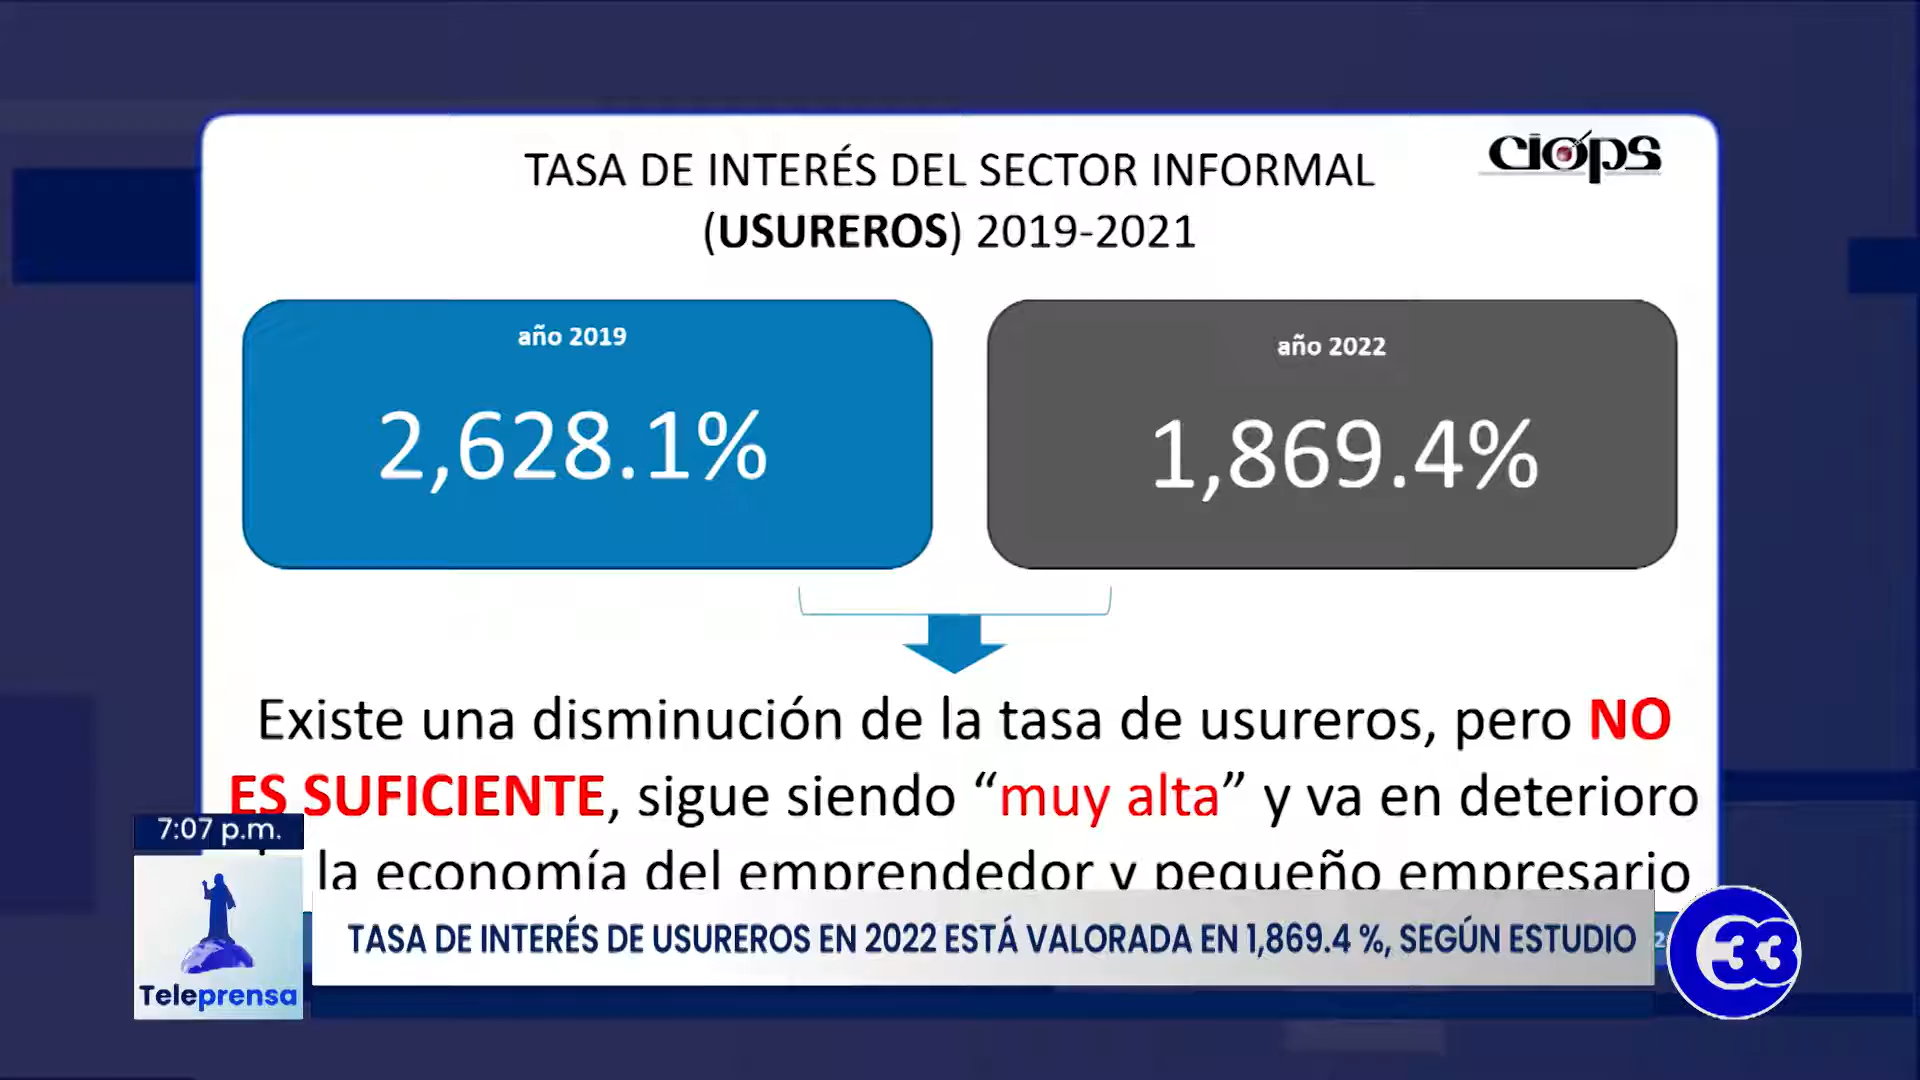 ciops
TASA DE INTERÉS DEL SECTOR INFORMAL
(USUREROS) 2019-2021
año 2019
2,628.1%
año 2022
1,869.4%
Existe una disminución de la tasa de usureros, pero NO
ES SUFICIENTE, sigue siendo “muy alta” y va en deterioro
la economía del emprendedor y pequeño empresario
7:07 p.m.
Teleprensa
TASA DE INTERÉS DE USUREROS EN 2022 ESTÁ VALORADA EN 1,869.4 %, SEGÚN ESTUDIO
33